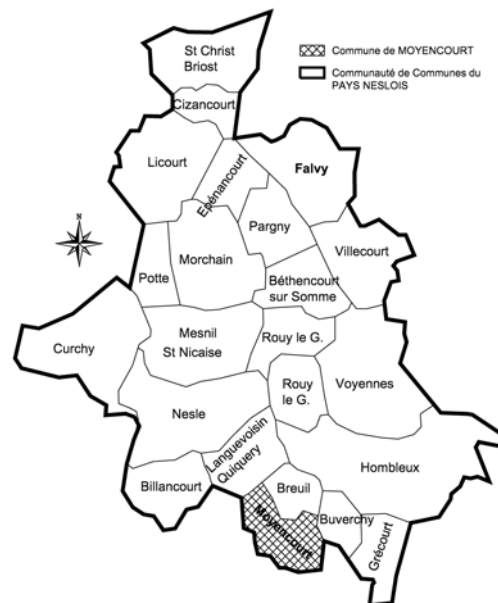 St Christ
Briost
Commune de MOYENCOURT
Communauté de Communes du
PAYS NESLOIS
Cizancourt
Licourt
Epénancourt
Falvy
Pargny
Villecourt
N
Morchain
Potte
Béthencourt
sur Somme
Mesnil
St Nicaise
Rouy le G.
Curchy
Rouy
le G.
Voyennes
Nesle
Languevoisin
Quiquery
Hombleux
Billancourt
Breuil
Moyencourt
Buverchy
Grécourt